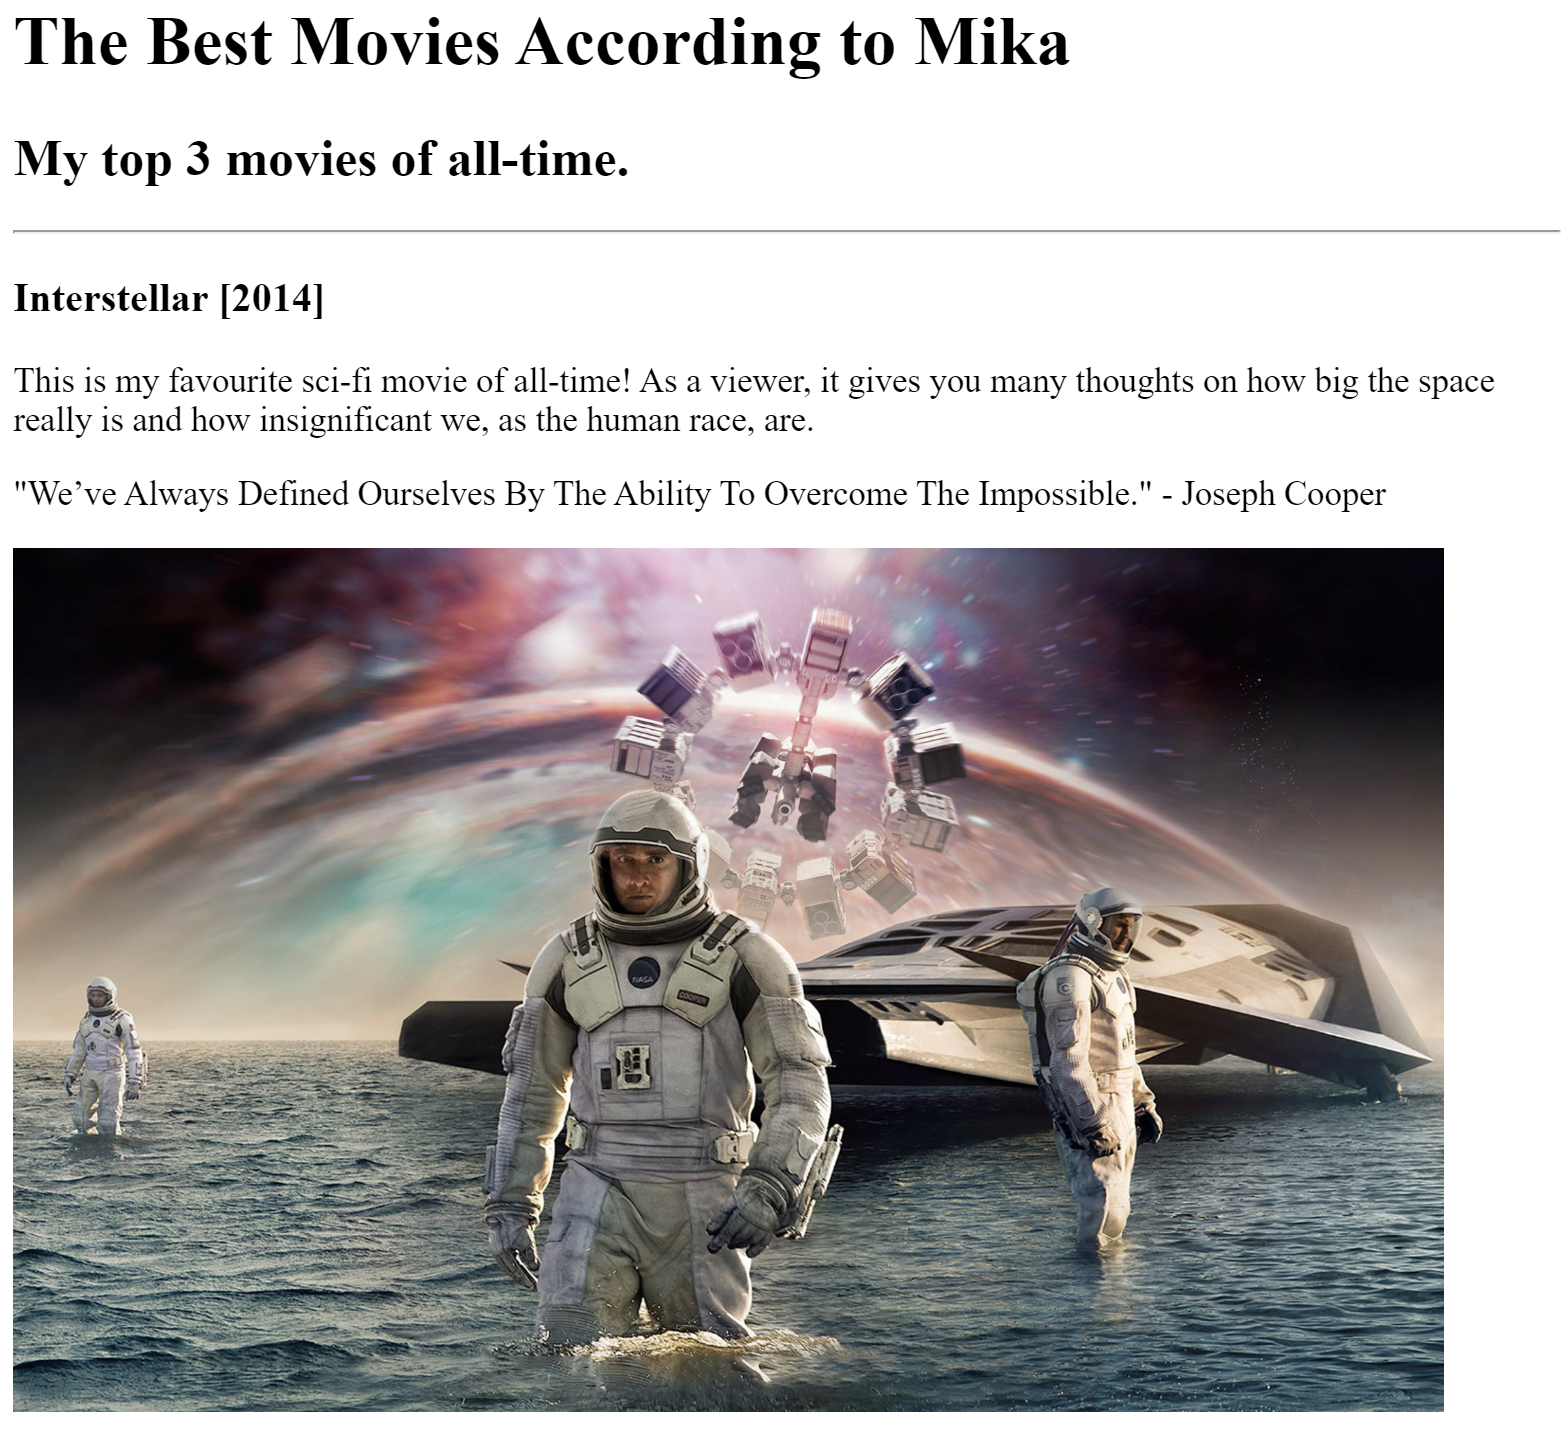 The Best Movies According to Mika
My top 3 movies of all-time.
Interstellar [2014]
This is my favourite sci-fi movie of all-time! As a viewer, it gives you many thoughts on how big the space
really is and how insignificant we, as the human race, are.
"We’ve Always Defined Ourselves By The Ability To Overcome The Impossible." - Joseph Cooper
NASA
COOPER